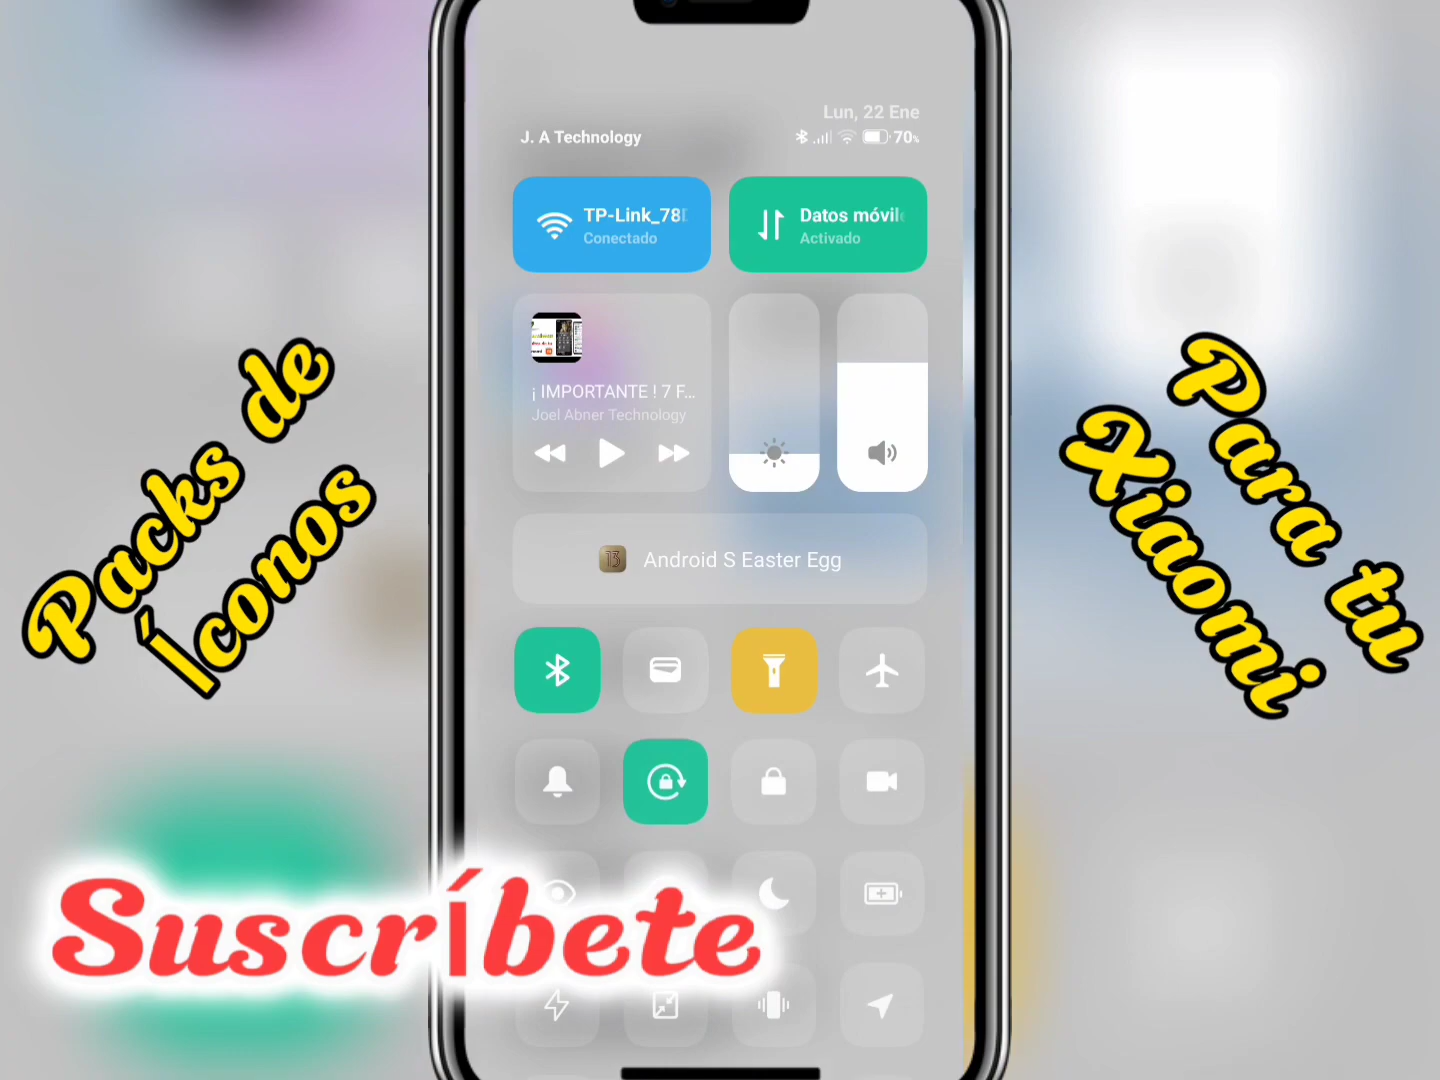 Lun, 22 Ene
J. A Technology
70%
TP-Link_78
Conectado
Datos móvil
Activado
¡ IMPORTANTE ! 7 F...
Joel Abner Technology
Android S Easter Egg
Packs de
Íconos
Para tu
Xiaomi
Suscríbete